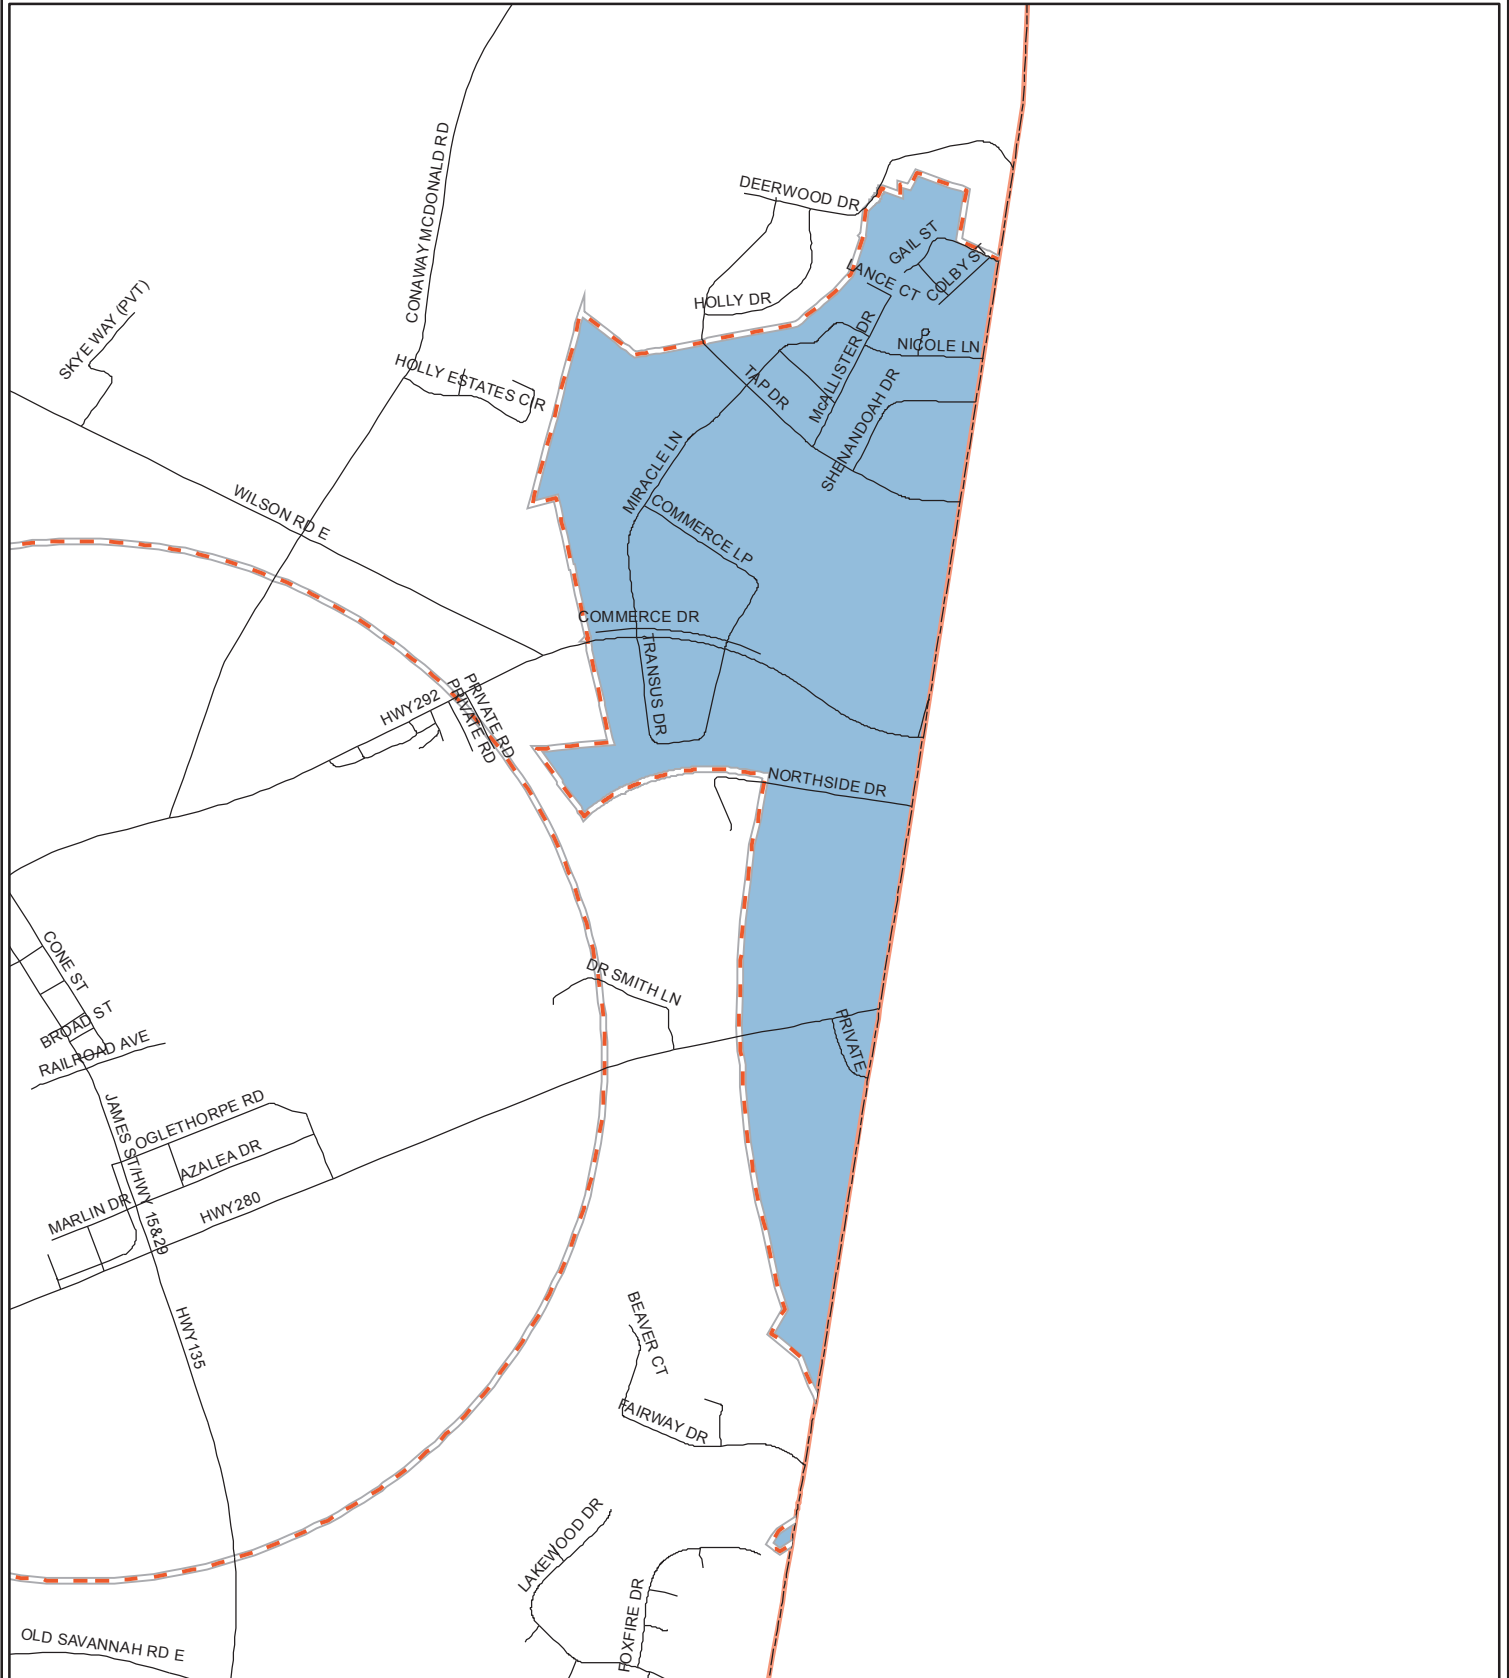 CONAWAY MCDONALD RD
DEERWOOD DR
GAIL ST
COLBY ST
LANCE CT
HOLLY DR
SKYE WAY (PVT)
NICOLE LN
HOLLY ESTATES CIR
TAP DR
McALLISTER DR
SHENANDOAH DR
MIRACLE LN
WILSON RD E
COMMERCE LP
COMMERCE DR
TRANSUS DR
PRIVATE RD
PRIVATE RD
HWY292
NORTHSIDE DR
CONE ST
DR SMITH LN
BROAD ST
RAILROAD AVE
PRIVATE
JAMES ST/HWY 15&29
OGLETHORPE RD
AZALEA DR
MARLIN DR
HWY280
HWY135
BEAVER CT
FAIRWAY DR
LAKEWOOD DR
FOXFIRE DR
OLD SAVANNAH RD E